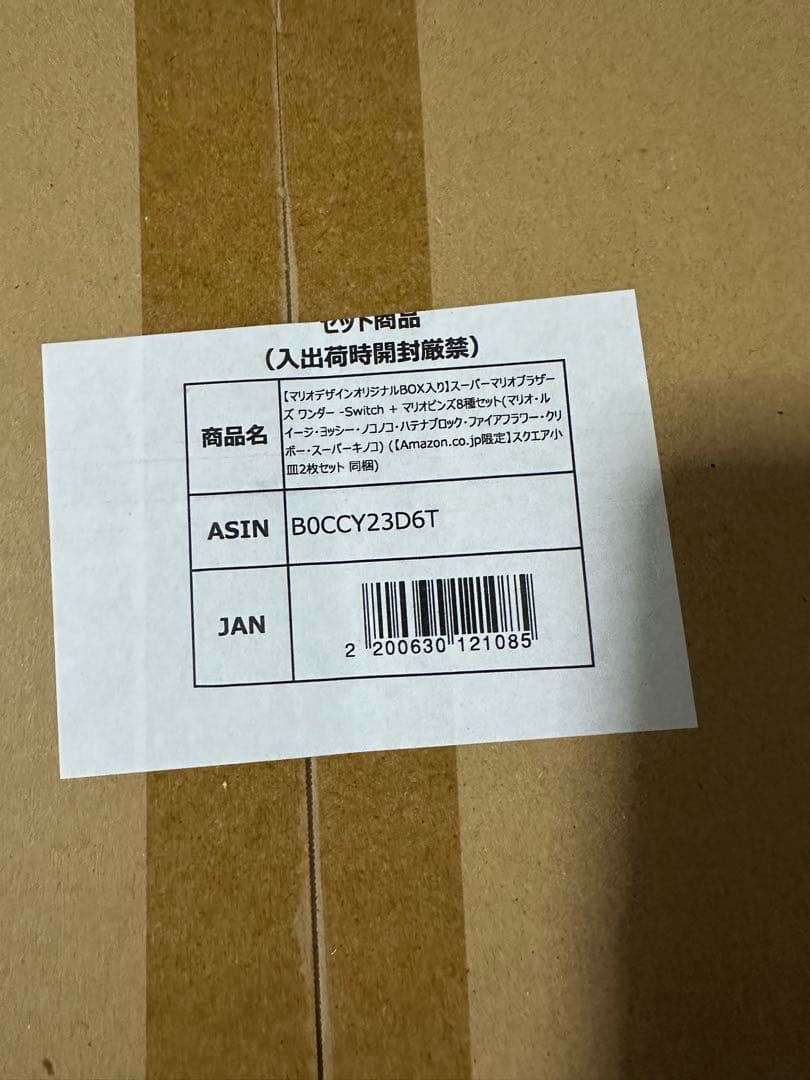 セット商品
(入出荷時開封厳禁)
商品名
【マリオデザインオリジナルBOX入り】スーパーマリオブラザー
ズ ワンダー -Switch + マリオピンズ8種セット(マリオ・ル
イージ・ヨッシー・ノコノコ・ハテナブロック・ファイアフラワー・クリ
ボー・スーパーキノコ) (【Amazon.co.jp限定】スクエア小
皿2枚セット 同梱)
ASIN
B0CCY23D6T
JAN
2 200630 121085